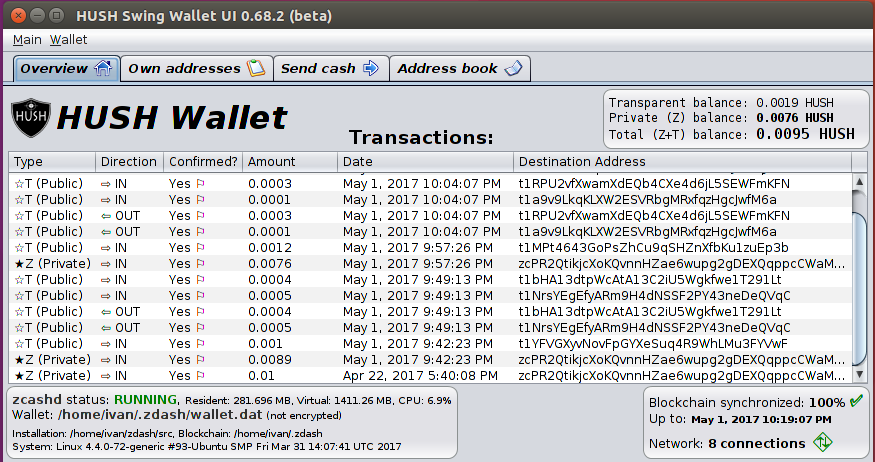 HUSH Swing Wallet UI 0.68.2 (beta)
Main Wallet
Overview Own addresses Send cash Address book
HUSH HUSH Wallet
Transactions:
Transparent balance: 0.0019 HUSH
Private (Z) balance: 0.0076 HUSH
Total (Z+T) balance: 0.0095 HUSH
Type Direction Confirmed? Amount Date Destination Address
☆T (Public) ⇨ IN Yes ⚐ 0.0003 May 1, 2017 10:04:07 PM t1RPU2vfXwamXdEQb4CXe4d6jL5SEWFmKFN
☆T (Public) ⇨ IN Yes ⚐ 0.0001 May 1, 2017 10:04:07 PM t1a9v9LkqKLXW2ESVRbgMRxfqzHgcJwfM6a
☆T (Public) ⇦ OUT Yes ⚐ 0.0003 May 1, 2017 10:04:07 PM t1RPU2vfXwamXdEQb4CXe4d6jL5SEWFmKFN
☆T (Public) ⇦ OUT Yes ⚐ 0.0001 May 1, 2017 10:04:07 PM t1a9v9LkqKLXW2ESVRbgMRxfqzHgcJwfM6a
☆T (Public) ⇨ IN Yes ⚐ 0.0012 May 1, 2017 9:57:26 PM t1MPt4643GoPsZhCu9qSHZnXfbKu1zuEp3b
★Z (Private) ⇨ IN Yes ⚐ 0.0076 May 1, 2017 9:57:26 PM zcPR2QtikjcXoKQvnnHZae6wupg2gDEXQqppcCWaM...
☆T (Public) ⇨ IN Yes ⚐ 0.0004 May 1, 2017 9:49:13 PM t1bHA13dtpWcAtA13C2iU5Wgkfwe1T291Lt
☆T (Public) ⇨ IN Yes ⚐ 0.0005 May 1, 2017 9:49:13 PM t1NrsYEgEfyARm9H4dNSSF2PY43neDeQVqC
☆T (Public) ⇦ OUT Yes ⚐ 0.0004 May 1, 2017 9:49:13 PM t1bHA13dtpWcAtA13C2iU5Wgkfwe1T291Lt
☆T (Public) ⇦ OUT Yes ⚐ 0.0005 May 1, 2017 9:49:13 PM t1NrsYEgEfyARm9H4dNSSF2PY43neDeQVqC
☆T (Public) ⇨ IN Yes ⚐ 0.001 May 1, 2017 9:42:23 PM t1YFVGXyvNovFpGYXeSuq4R9WhLMu3FYVwF
★Z (Private) ⇨ IN Yes ⚐ 0.0089 May 1, 2017 9:42:23 PM zcPR2QtikjcXoKQvnnHZae6wupg2gDEXQqppcCWaM...
★Z (Private) ⇨ IN Yes ⚐ 0.01 Apr 22, 2017 5:40:08 PM zcPR2QtikjcXoKQvnnHZae6wupg2gDEXQqppcCWaM...
zcashd status: RUNNING, Resident: 281.696 MB, Virtual: 1411.26 MB, CPU: 6.9%
Wallet: /home/ivan/.zdash/wallet.dat (not encrypted)
Installation: /home/ivan/zdash/src, Blockchain: /home/ivan/.zdash
System: Linux 4.4.0-72-generic #93-Ubuntu SMP Fri Mar 31 14:07:41 UTC 2017
Blockchain synchronized: 100% ✔
Up to: May 1, 2017 10:19:07 PM
Network: 8 connections